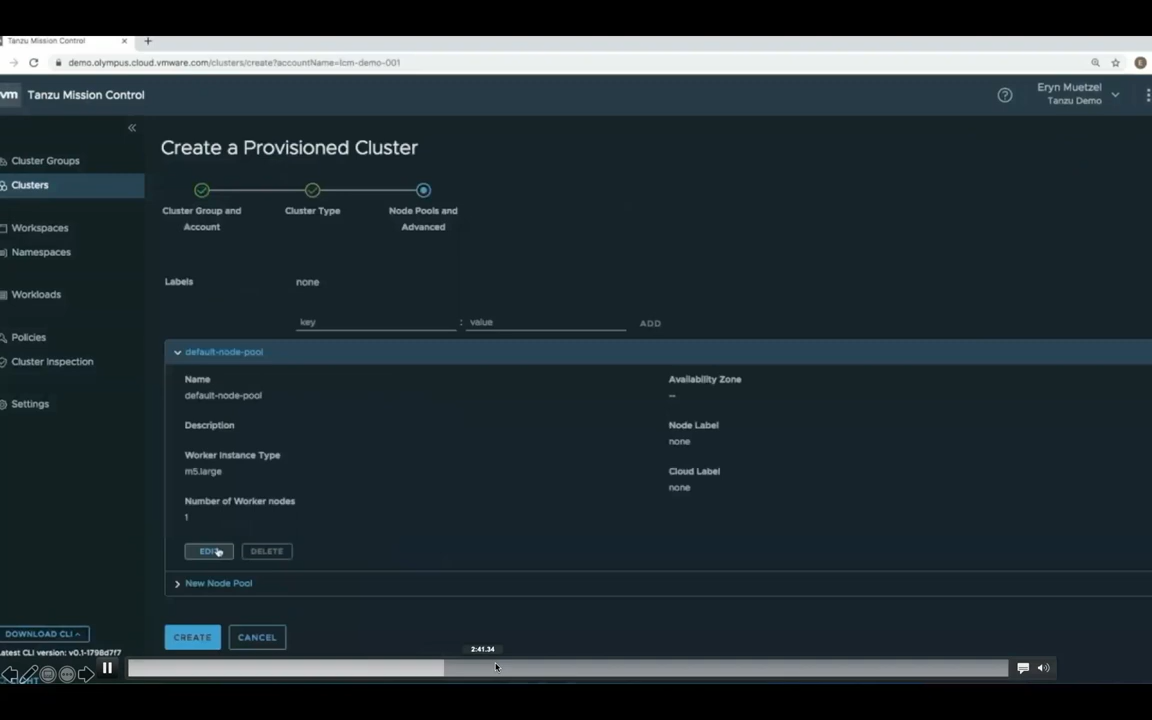 Tanzu Mission Control
demo.olympus.cloud.vmware.com/clusters/create?accountName=lcm-demo-001
vm Tanzu Mission Control
Eryn Muetzel
Tanzu Demo
Cluster Groups
Clusters
Workspaces
Namespaces
Workloads
Policies
Cluster Inspection
Settings
DOWNLOAD CLI
Latest CLI version: v0.1-1798d7f7
Create a Provisioned Cluster
Cluster Group and
Account
Cluster Type
Node Pools and
Advanced
Labels none
key : value ADD
default-node-pool
Name
default-node-pool
Description
Worker Instance Type
m5.large
Number of Worker nodes
1
Availability Zone
--
Node Label
none
Cloud Label
none
EDIT DELETE
New Node Pool
CREATE CANCEL
2:41.34